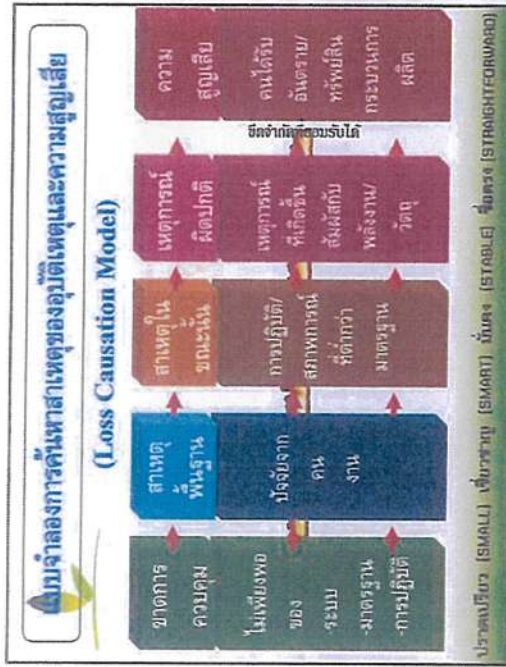 แบบจำลองการค้นหาสาเหตุของอุบัติเหตุและความสูญเสีย
(Loss Causation Model)
ขาดการ
ควบคุม
ไม่เพียงพอ
ของ
ระบบ
-มาตรฐาน
-การปฏิบัติ
สาเหตุ
พื้นฐาน
ปัจจัยจาก
คน
งาน
สาเหตุใน
ขณะนั้น
การปฏิบัติ/
สภาพการณ์
ที่ต่ำกว่า
มาตรฐาน
เหตุการณ์
ผิดปกติ
เหตุการณ์
ที่เกิดขึ้น
สัมผัสกับ
พลังงาน/
วัตถุ
ขีดจำกัดที่ยอมรับได้
ความ
สูญเสีย
คนได้รับ
อันตราย/
ทรัพย์สิน
กระบวนการ
ผลิต
ปราดเปรียว (SMALL) เชี่ยวชาญ (SMART) มั่นคง (STABLE) ซื่อตรง (STRAIGHTFORWARD)